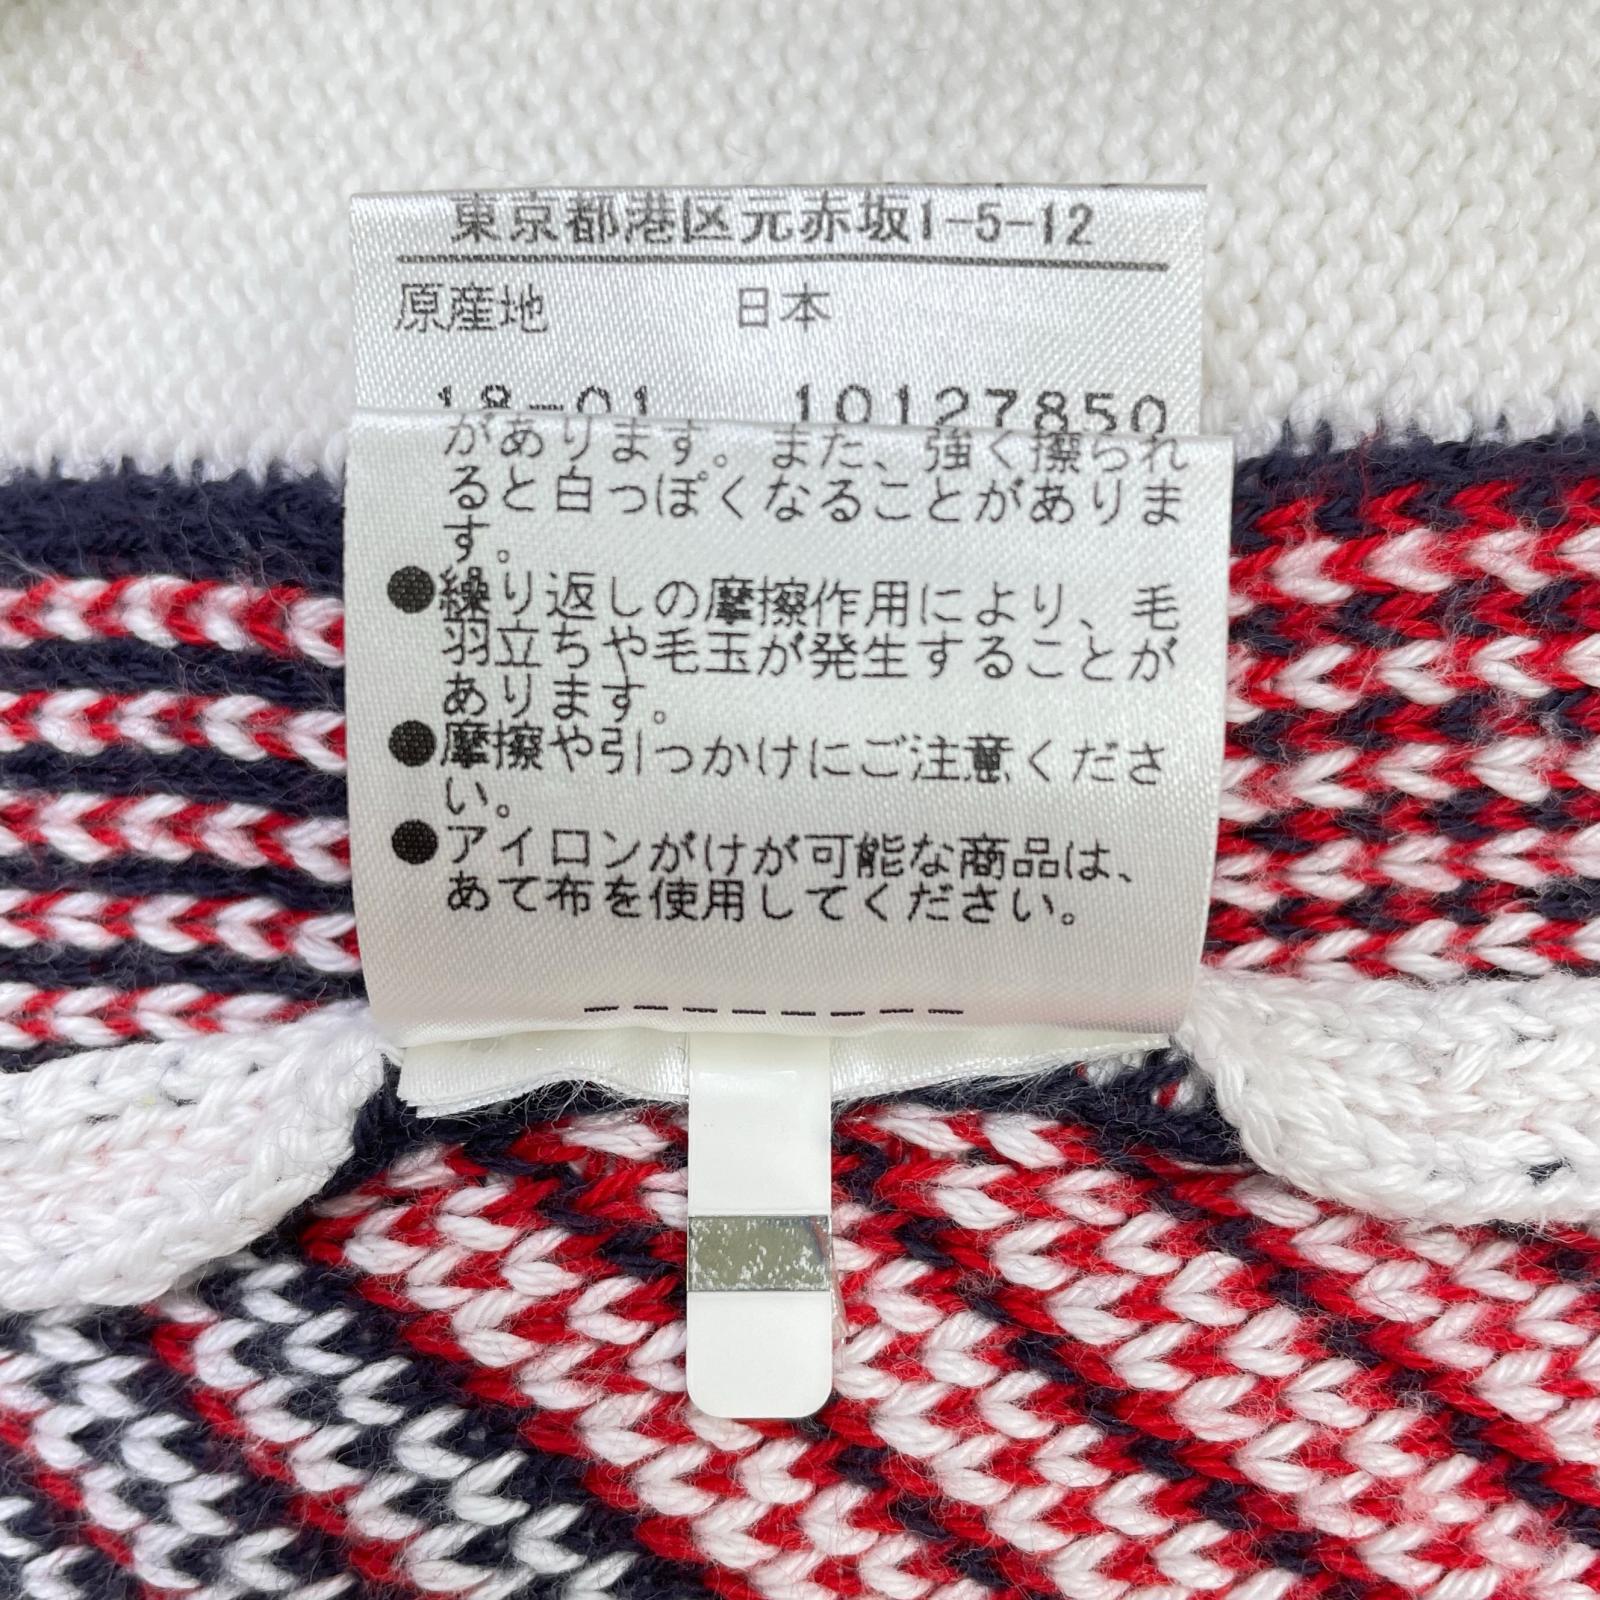 東京都港区元赤坂1-5-12
原産地 日本
18-01 10127850
があります。また、強く擦られ
ると白っぽくなることがありま
す。
●繰り返しの摩擦作用により、毛
羽立ちや毛玉が発生することが
あります。
●摩擦や引っかけにご注意くださ
い。
●アイロンがけが可能な商品は、
あて布を使用してください。